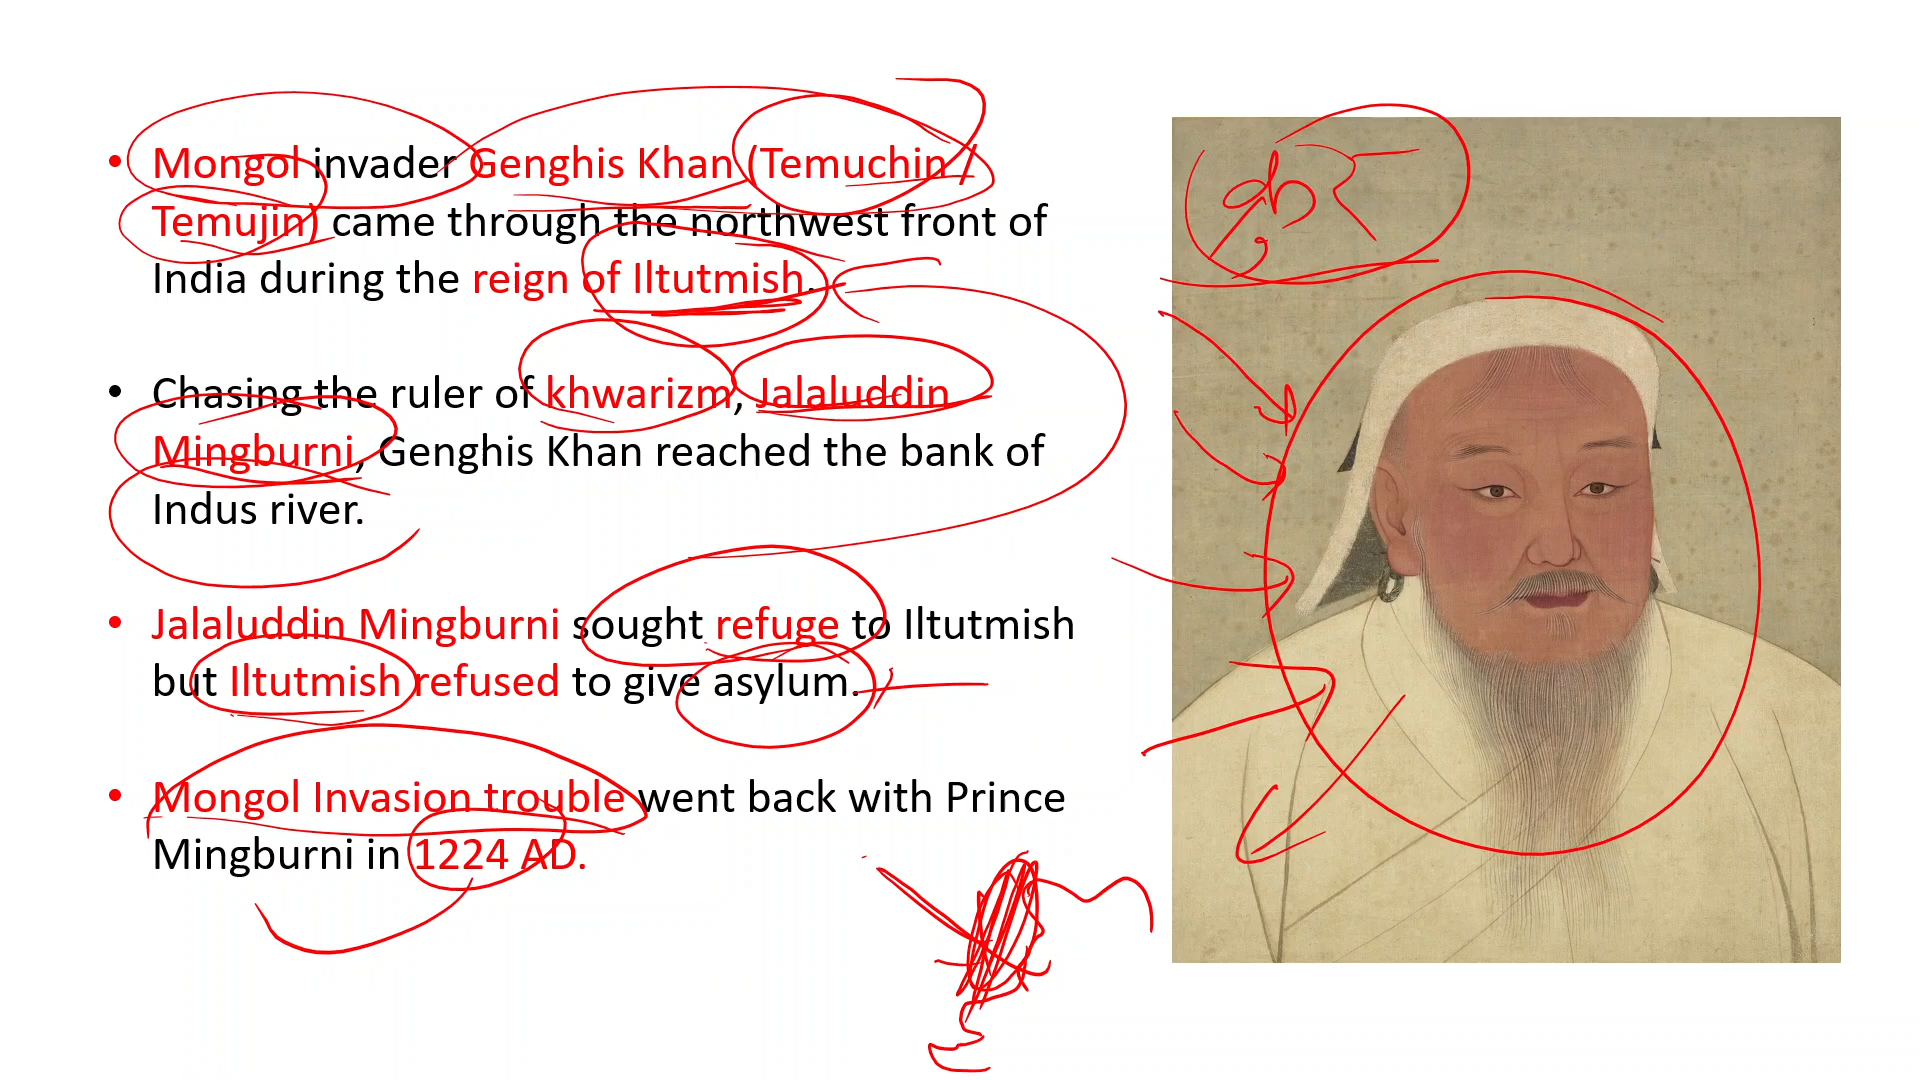 • Mongol invader Genghis Khan (Temuchin /
Temujin) came through the northwest front of
India during the reign of Iltutmish.
• Chasing the ruler of khwarizm, Jalaluddin
Mingburni, Genghis Khan reached the bank of
Indus river.
• Jalaluddin Mingburni sought refuge to Iltutmish
but Iltutmish refused to give asylum.
• Mongol Invasion trouble went back with Prince
Mingburni in 1224 AD.